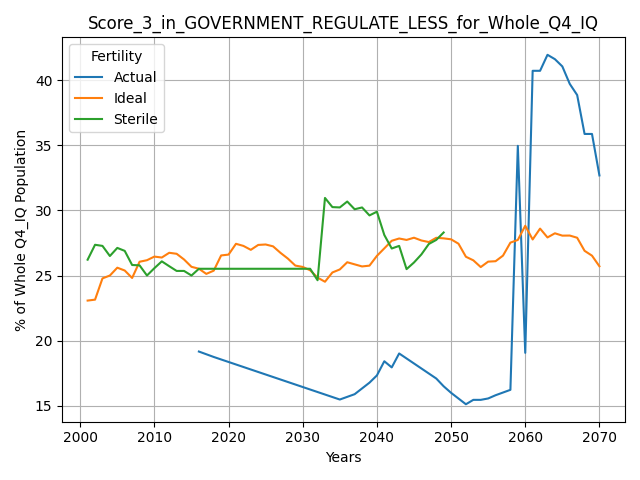 Score_3_in_GOVERNMENT_REGULATE_LESS_for_Whole_Q4_IQ
Fertility
Actual
Ideal
Sterile
% of Whole Q4_IQ Population
40
35
30
25
20
15
2000 2010 2020 2030 2040 2050 2060 2070
Years